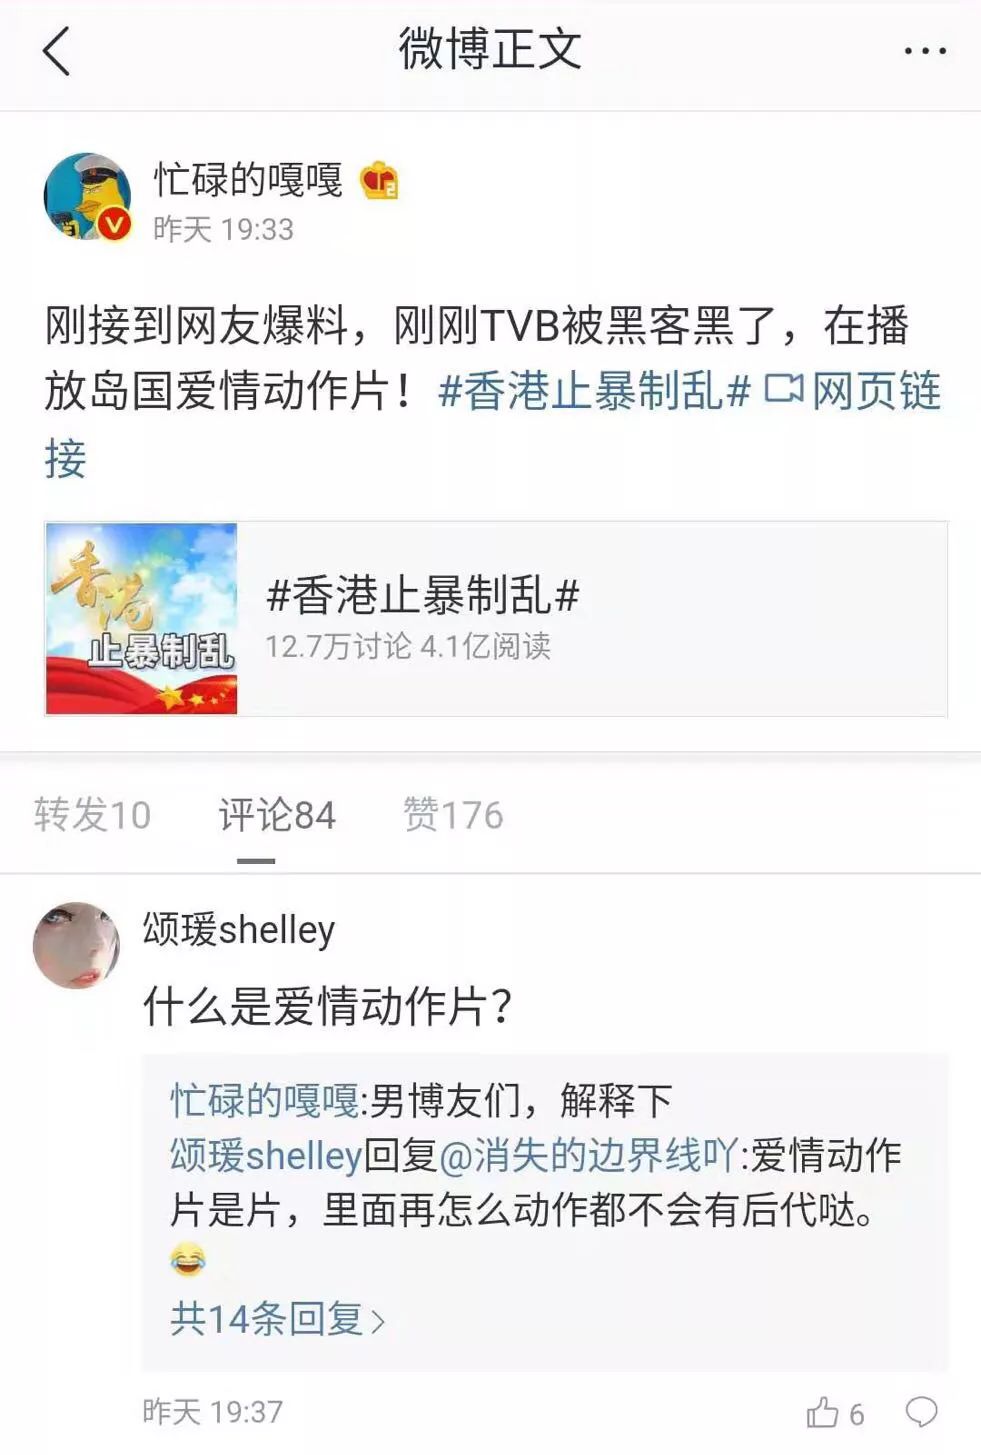 微博正文
忙碌的嘎嘎
昨天 19:33
刚接到网友爆料，刚刚TVB被黑客黑了，在播
放岛国爱情动作片！#香港止暴制乱# 网页链
接
香港
止暴制乱
#香港止暴制乱#
12.7万讨论 4.1亿阅读
转发10 评论84 赞176
颂瑗shelley
什么是爱情动作片？
忙碌的嘎嘎:男博友们，解释下
颂瑗shelley回复@消失的边界线吖:爱情动作
片是片，里面再怎么动作都不会有后代哒。
😂
共14条回复>
昨天 19:37
6